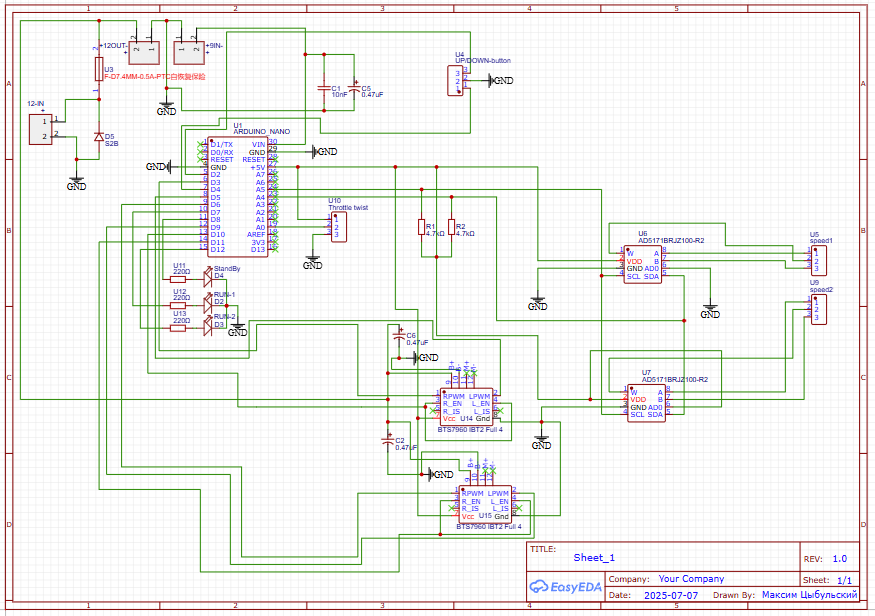 1 2 3 4 5
A
B
C
D
+12OUT-
+
2 1
+9IN-
+
1 2
U3
F-D7.4MM-0.5A-PTC自恢复保险
2
1
12-IN
+
1 1
2 2
D5
S2B
GND
GND
C1
10nF
C5
0.47uF
U4
UP/DOWN-button
3
2
1
GND
U1
ARDUINO_NANO
D1/TX
D0/RX
RESET
GND
D2
D3
D4
D5
D6
D7
D8
D9
D10
D11
D12
VIN
GND
RESET
+5V
A7
A6
A5
A4
A3
A2
A1
A0
AREF
3V3
D13
GND
GND
U10
Throttle twist
1
2
3
GND
R1
4.7kΩ
R2
4.7kΩ
U11
220Ω
StandBy
D4
U12
220Ω
RUN-1
D2
U13
220Ω
RUN-2
D3
GND
U6
AD5171BRJZ100-R2
W A
VDD B
GND AD0
SCL SDA
GND
GND
U5
speed1
1
2
3
U9
speed2
1
2
3
U7
AD5171BRJZ100-R2
W A
VDD B
GND AD0
SCL SDA
GND
C6
0.47uF
GND
B+
B-
M+
M-
RPWM LPWM
R_EN L_EN
R_IS L_IS
Vcc U14 Gnd
BTS7960 IBT2 Full 4
C2
0.47uF
GND
B+
B-
M+
M-
RPWM LPWM
R_EN L_EN
R_IS L_IS
Vcc U15 Gnd
BTS7960 IBT2 Full 4
TITLE:
Sheet_1
REV: 1.0
EasyEDA
Company: Your Company
Sheet: 1/1
Date: 2025-07-07
Drawn By: Максим Цыбульский
1 2 3 4 5